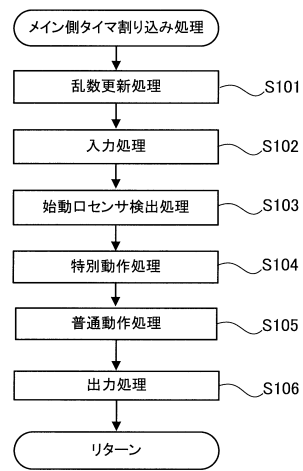 メイン側タイマ割り込み処理
乱数更新処理
S101
入力処理
S102
始動口センサ検出処理
S103
特別動作処理
S104
普通動作処理
S105
出力処理
S106
リターン